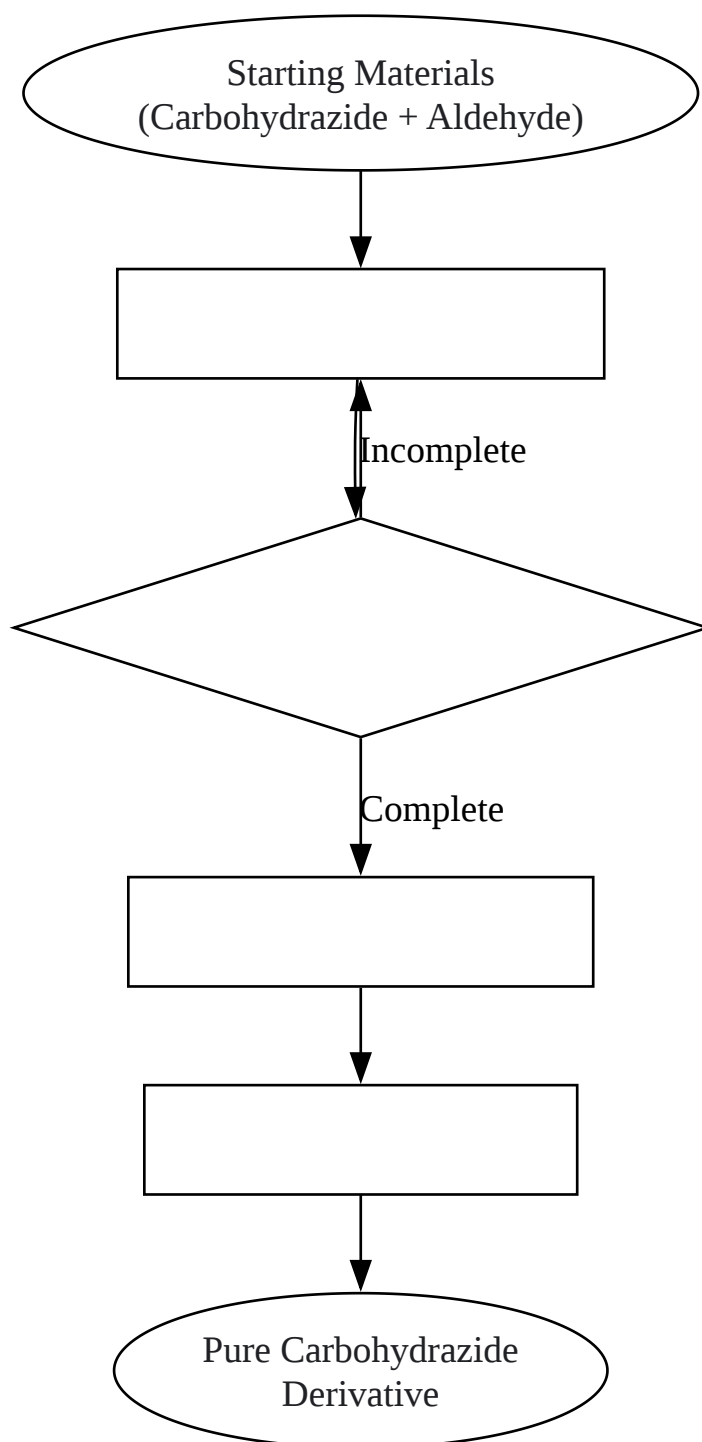 Starting Materials
(Carbohydrazide + Aldehyde)
Incomplete
Complete
Pure Carbohydrazide
Derivative